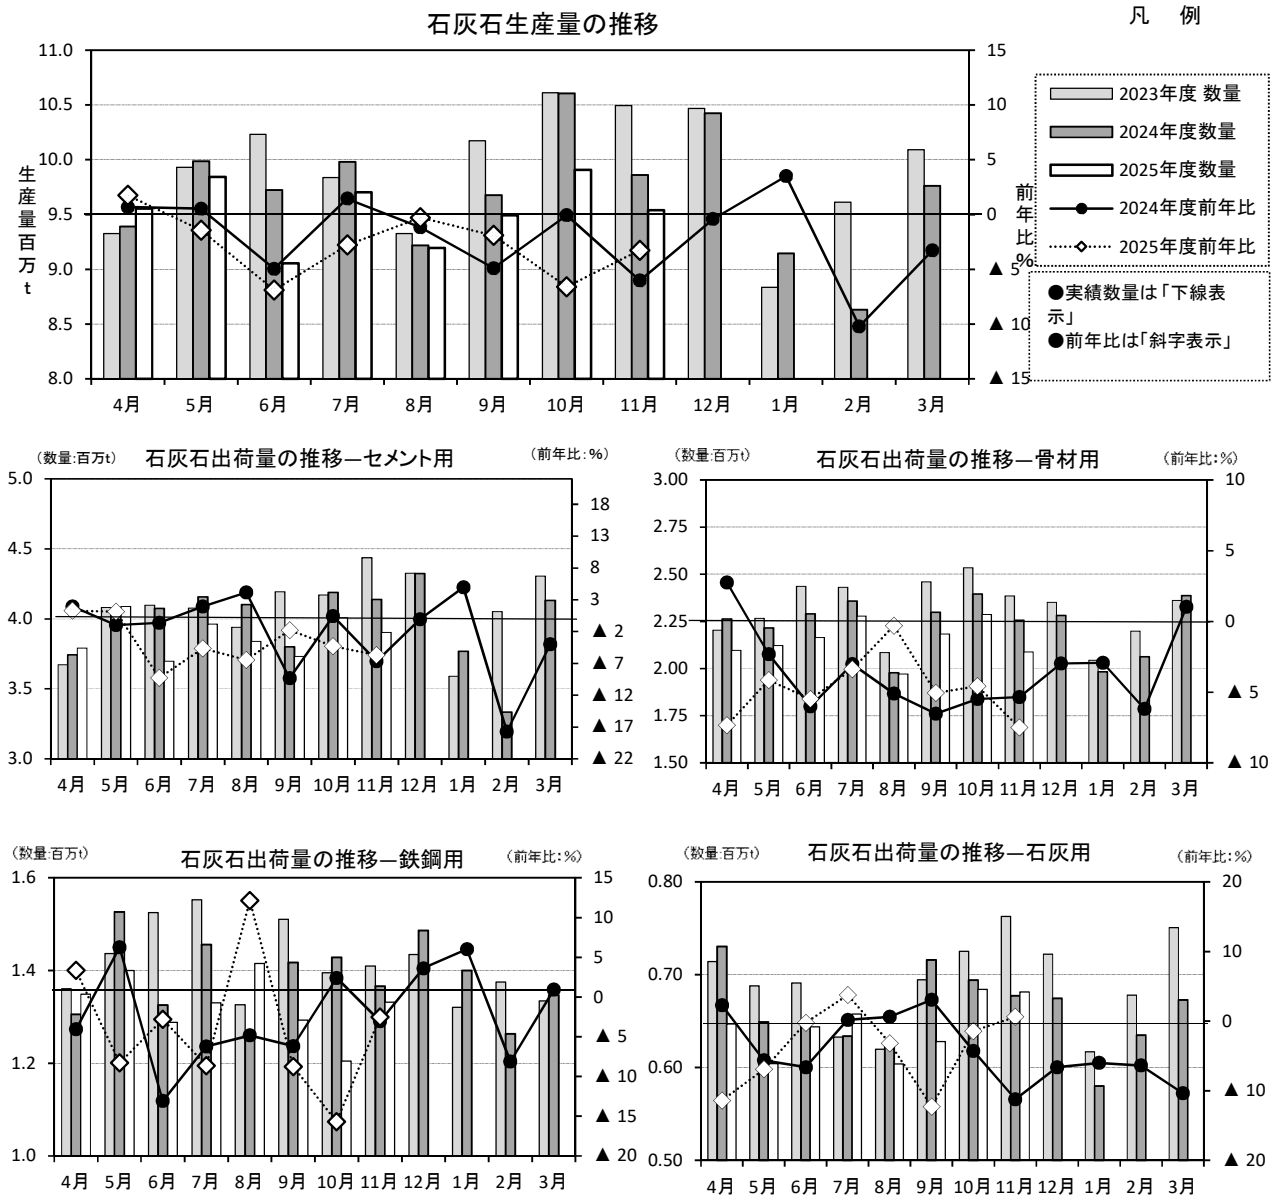 石灰石生産量の推移
凡 例
11.0
10.5
10.0
9.5
9.0
8.5
8.0
生産量百万t
15
10
5
0
▲ 5
▲ 10
▲ 15
前年比%
4月 5月 6月 7月 8月 9月 10月 11月 12月 1月 2月 3月
2023年度 数量
2024年度数量
2025年度数量
2024年度前年比
2025年度前年比
●実績数量は「下線表
示」
●前年比は「斜字表示」
（数量:百万t） 石灰石出荷量の推移―セメント用 （前年比：%）
5.0
4.5
4.0
3.5
3.0
18
13
8
3
▲ 2
▲ 7
▲ 12
▲ 17
▲ 22
4月 5月 6月 7月 8月 9月 10月 11月 12月 1月 2月 3月
（数量:百万t） 石灰石出荷量の推移―骨材用 （前年比：%）
3.00
2.75
2.50
2.25
2.00
1.75
1.50
10
5
0
▲ 5
▲ 10
4月 5月 6月 7月 8月 9月 10月 11月 12月 1月 2月 3月
（数量:百万t） 石灰石出荷量の推移―鉄鋼用 （前年比：%）
1.6
1.4
1.2
1.0
15
10
5
0
▲ 5
▲ 10
▲ 15
▲ 20
4月 5月 6月 7月 8月 9月 10月 11月 12月 1月 2月 3月
（数量:百万t） 石灰石出荷量の推移―石灰用 （前年比：%）
0.80
0.70
0.60
0.50
20
10
0
▲ 10
▲ 20
4月 5月 6月 7月 8月 9月 10月 11月 12月 1月 2月 3月